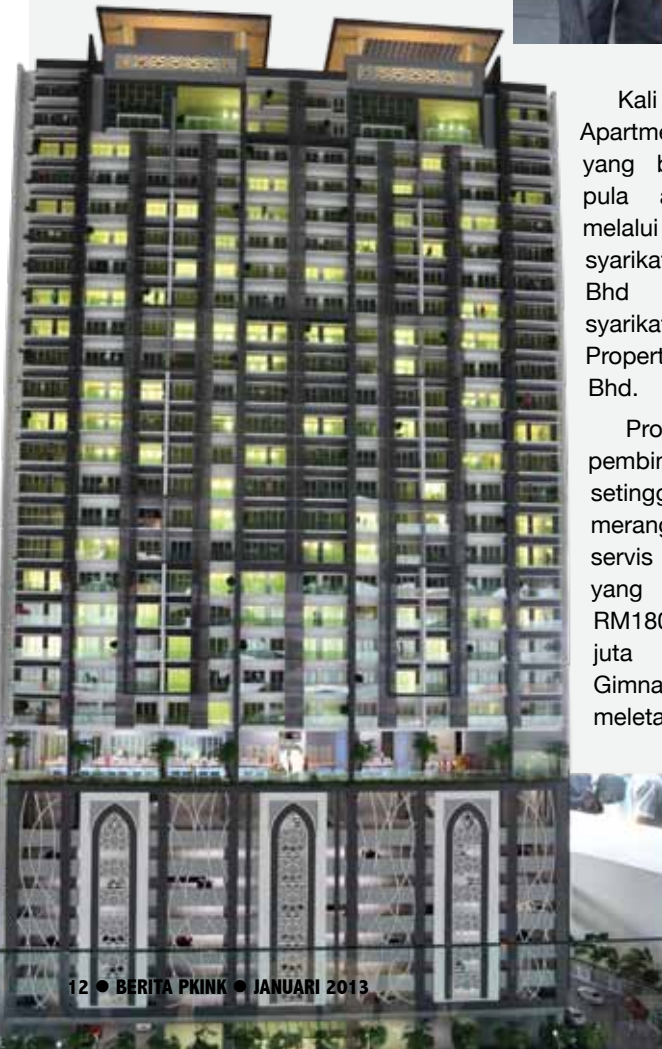 Kali
Apartme
yang b
pula a
melalui
syarikat
Bhd
syarikat
Propert
Bhd.
Pro
pembin
setingg
merang
servis
yang
RM180
juta
Gimna
meleta
12 ● BERITA PKINK ● JANUARI 2013